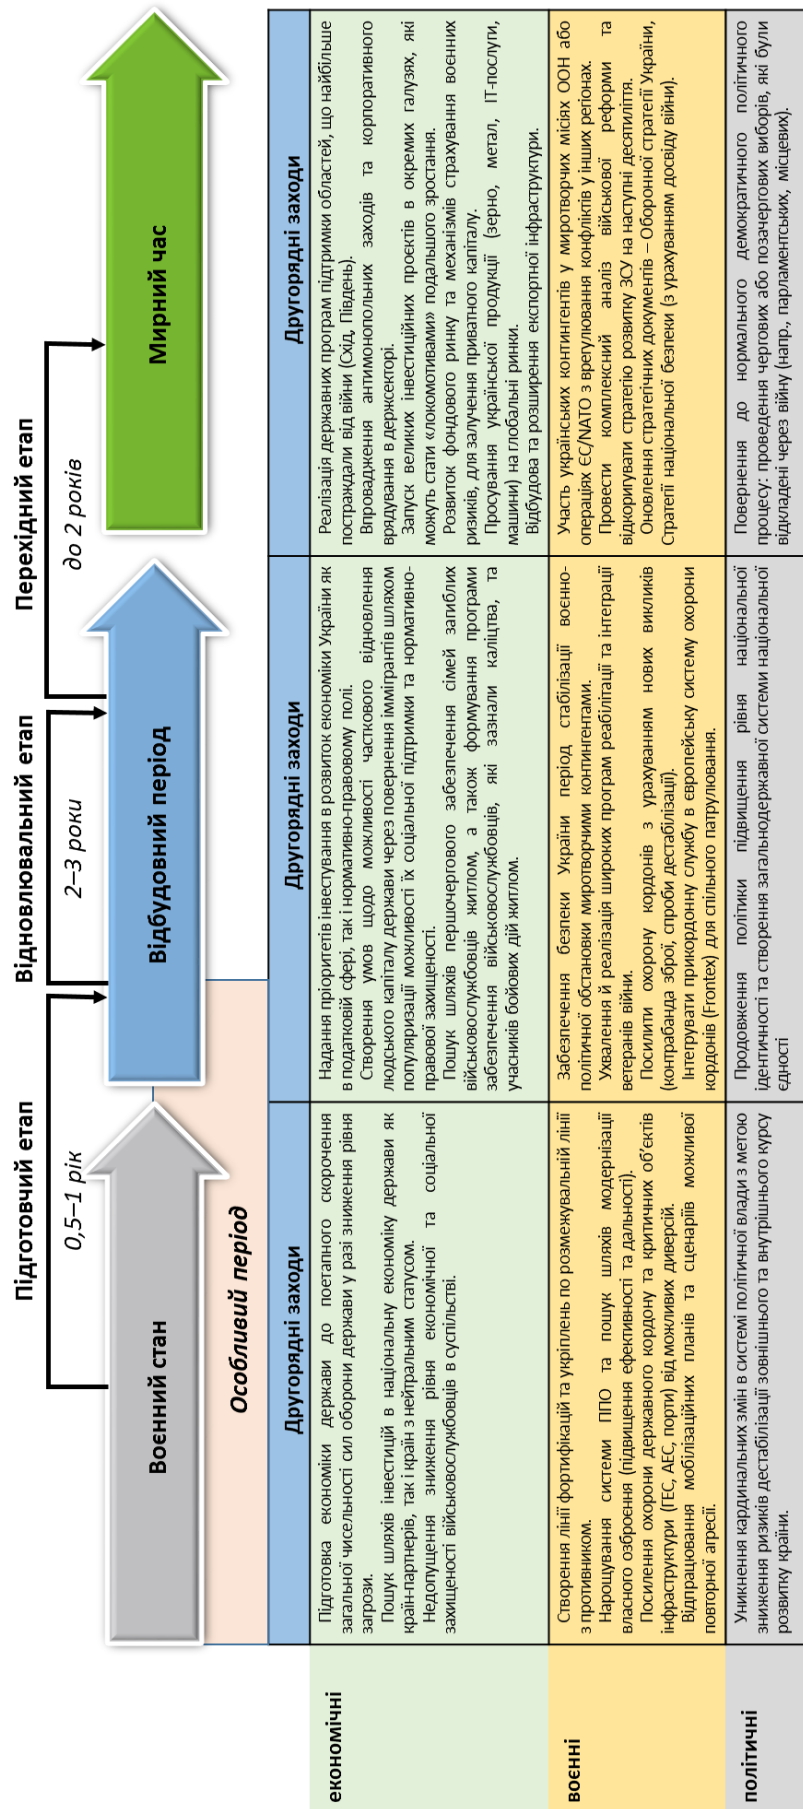 Підготовчий етап
0,5–1 рік
Відновлювальний етап
2–3 роки
Перехідний етап
до 2 років
Воєнний стан
Відбудовний період
Мирний час
Особливий період
Другорядні заходи
Другорядні заходи
Другорядні заходи
економічні
Підготовка економіки держави до поетапного скорочення
загальної чисельності сил оборони держави у разі зниження рівня
загрози.
Пошук шляхів інвестицій в національну економіку держави як
країн-партнерів, так і країн з нейтральним статусом.
Недопущення зниження рівня економічної та соціальної
захищеності військовослужбовців в суспільстві.
Надання пріоритетів інвестування в розвиток економіки України як
в податковій сфері, так і нормативно-правовому полі.
Створення умов щодо можливості часткового відновлення
людського капіталу держави через повернення іммігрантів шляхом
популяризації можливості їх соціальної підтримки та нормативно-
правової захищеності.
Пошук шляхів першочергового забезпечення сімей загиблих
військовослужбовців житлом, а також формування програми
забезпечення військовослужбовців, які зазнали каліцтва, та
учасників бойових дій житлом.
Реалізація державних програм підтримки областей, що найбільше
постраждали від війни (Схід, Південь).
Впровадження антимонопольних заходів та корпоративного
врядування в держсекторі.
Запуск великих інвестиційних проєктів в окремих галузях, які
можуть стати «локомотивами» подальшого зростання.
Розвиток фондового ринку та механізмів страхування воєнних
ризиків, для залучення приватного капіталу.
Просування української продукції (зерно, метал, ІТ-послуги,
машини) на глобальні ринки.
Відбудова та розширення експортної інфраструктури.
воєнні
Створення лінії фортифікацій та укріплень по розмежувальній лінії
з противником.
Нарощування системи ППО та пошук шляхів модернізації
власного озброєння (підвищення ефективності та дальності).
Посилення охорони державного кордону та критичних об’єктів
інфраструктури (ГЕС, АЕС, порти) від можливих диверсій.
Відпрацювання мобілізаційних планів та сценаріїв можливої
повторної агресії.
Забезпечення безпеки України період стабілізації воєнно-
політичної обстановки миротворчими контингентами.
Ухвалення й реалізація широких програм реабілітації та інтеграції
ветеранів війни.
Посилити охорону кордонів з урахуванням нових викликів
(контрабанда зброї, спроби дестабілізації).
Інтегрувати прикордонну службу в європейську систему охорони
кордонів (Frontex) для спільного патрулювання.
Участь українських контингентів у миротворчих місіях ООН або
операціях ЄС/НАТО з врегулювання конфліктів у інших регіонах.
Провести комплексний аналіз військової реформи та
відкоригувати стратегію розвитку ЗСУ на наступні десятиліття.
Оновлення стратегічних документів – Оборонної стратегії України,
Стратегії національної безпеки (з урахуванням досвіду війни).
політичні
Уникнення кардинальних змін в системі політичної влади з метою
зниження ризиків дестабілізації зовнішнього та внутрішнього курсу
розвитку країни.
Продовження політики підвищення рівня національної
ідентичності та створення загальнодержавної системи національної
єдності
Повернення до нормального демократичного політичного
процесу: проведення чергових або позачергових виборів, які були
відкладені через війну (напр., парламентських, місцевих).